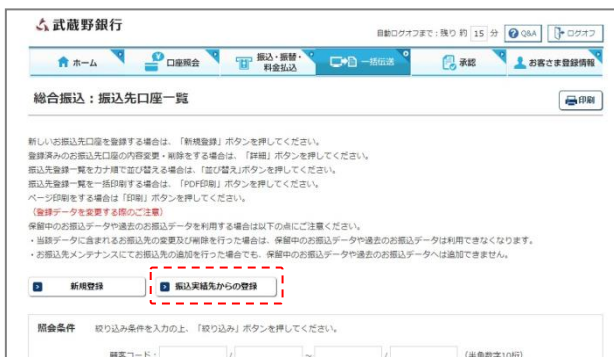 武蔵野銀行
自動ログオフまで：残り 約 15 分 Q&A ログオフ
ホーム 口座照会 振込・振替・料金払込 一括伝送 承認 お客さま登録情報
総合振込：振込先口座一覧
印刷
新しいお振込先口座を登録する場合は、「新規登録」ボタンを押してください。
登録済みのお振込先口座の内容変更・削除をする場合は、「詳細」ボタンを押してください。
振込先登録一覧をカナ順で並び替える場合は、「並び替え」ボタンを押してください。
振込先登録一覧を一括印刷する場合は、「PDF印刷」ボタンを押してください。
ページ印刷をする場合は「印刷」ボタンを押してください。
（登録データを変更する際のご注意）
保留中のお振込データや過去のお振込データを利用する場合は以下の点にご注意ください。
・当該データに含まれるお振込先の変更及び削除を行った場合は、保留中のお振込データや過去のお振込データは利用できなくなります。
・お振込先メンテナンスにてお振込先の追加を行った場合でも、保留中のお振込データや過去のお振込データへは追加できません。
新規登録 振込実績先からの登録
照会条件 絞り込み条件を入力の上、「絞り込み」ボタンを押してください。
顧客コード： / ～ / （半角数字10桁）